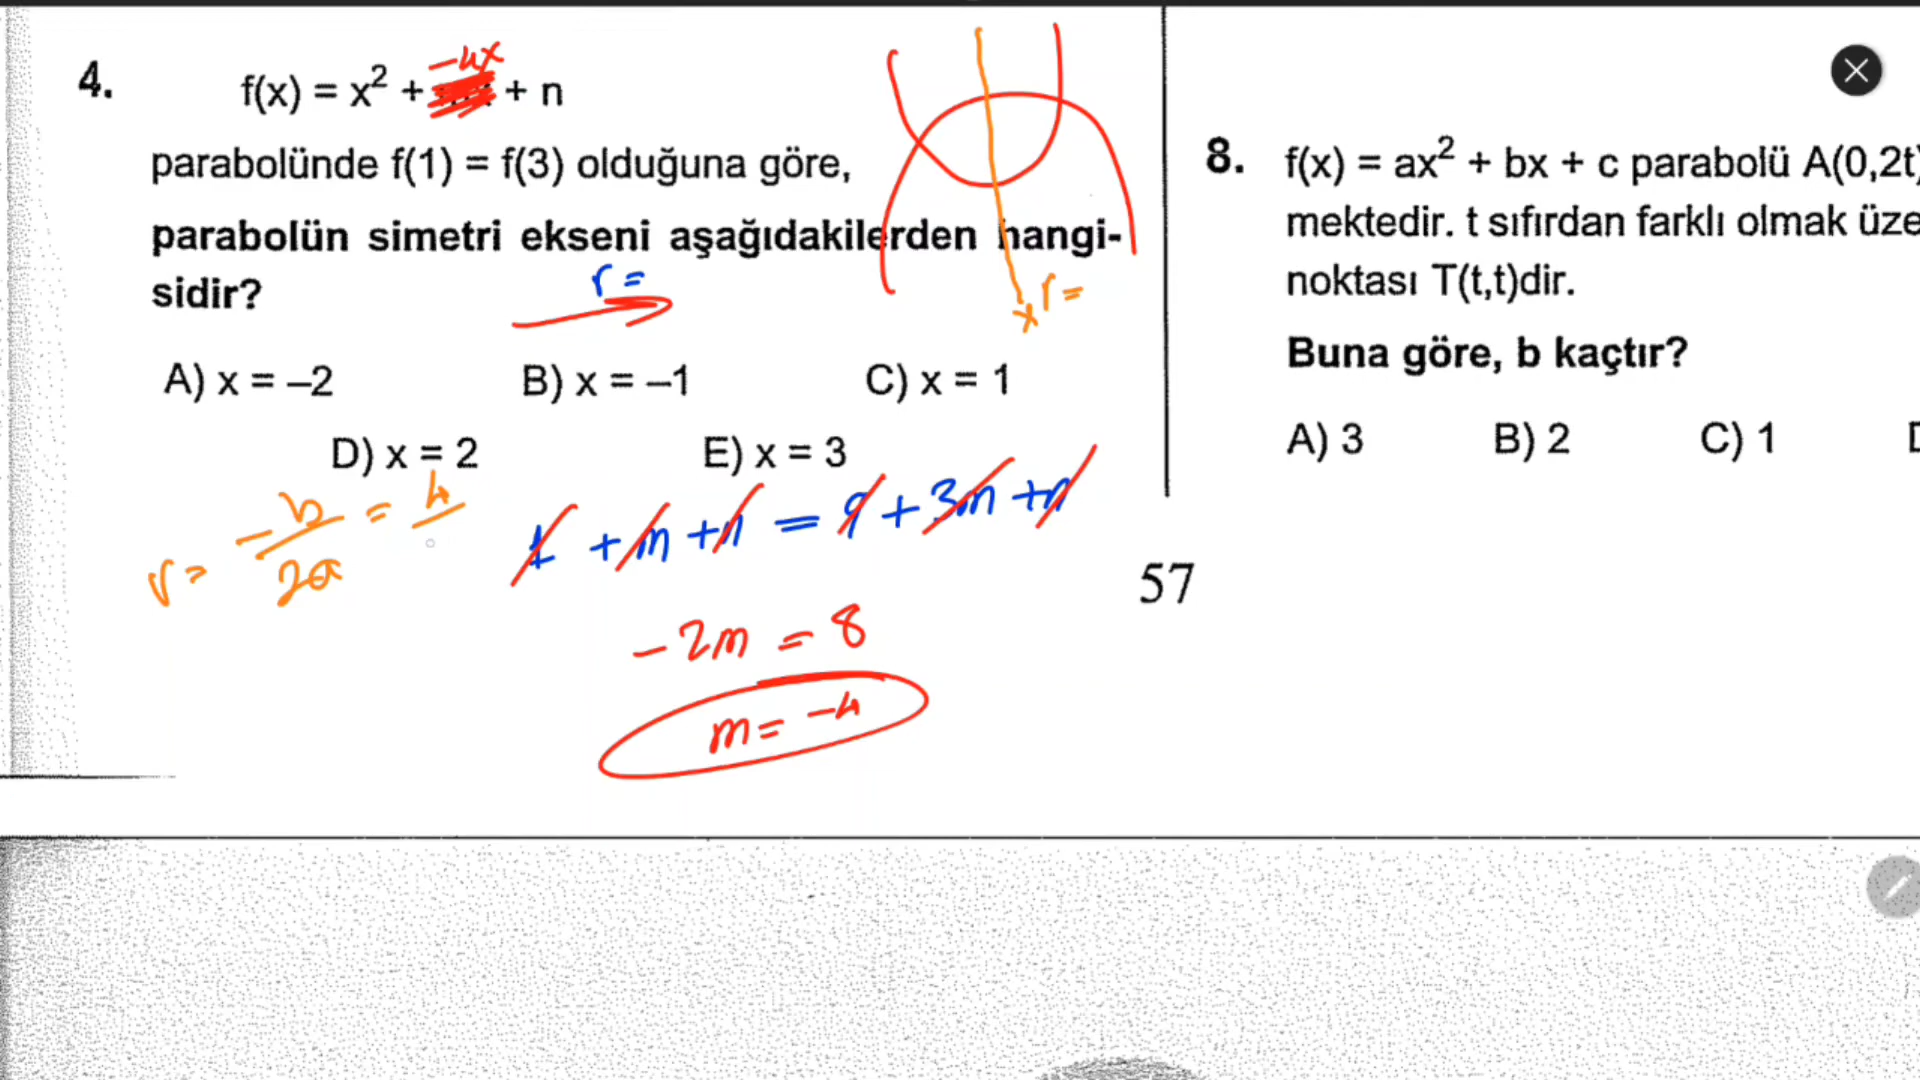 4.
f(x) = x² + -4x + n
parabolünde f(1) = f(3) olduğuna göre,
parabolün simetri ekseni aşağıdakilerden hangi-
sidir?
r =
x r =
A) x = –2 B) x = –1 C) x = 1
D) x = 2 E) x = 3
r = -b/2a = 4/
1 + m + n = 9 + 3m + n
-2m = 8
m = -4
57
8. f(x) = ax² + bx + c parabolü A(0,2t)
mektedir. t sıfırdan farklı olmak üze
noktası T(t,t)dir.
Buna göre, b kaçtır?
A) 3 B) 2 C) 1